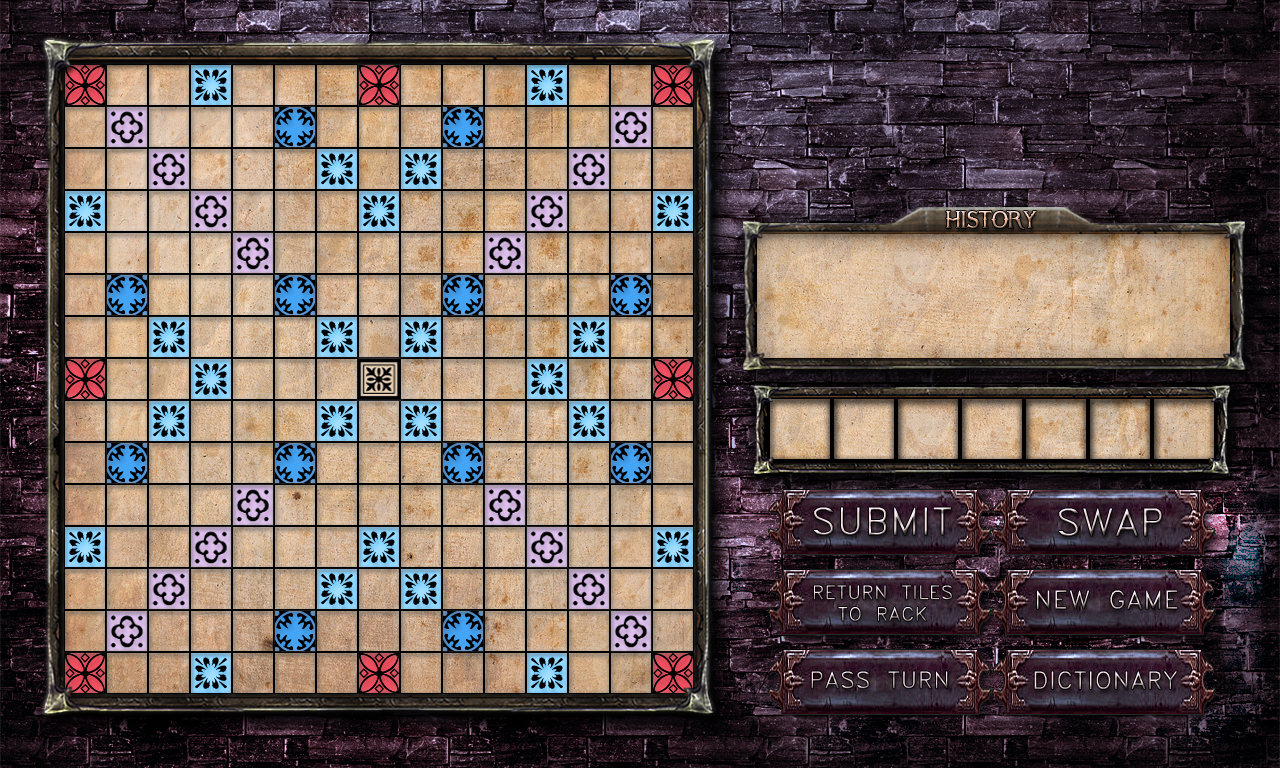 HISTORY
SUBMIT
SWAP
RETURN TILES
TO RACK
NEW GAME
PASS TURN
DICTIONARY